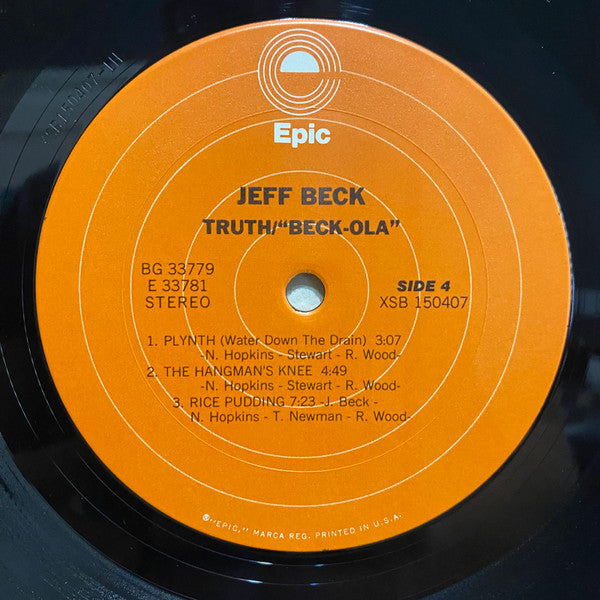 Epic
JEFF BECK
TRUTH/"BECK-OLA"
BG 33779
E 33781
STEREO
SIDE 4
XSB 150407
1. PLYNTH (Water Down The Drain) 3:07
-N. Hopkins - Stewart - R. Wood-
2. THE HANGMAN'S KNEE 4:49
-N. Hopkins - Stewart - R. Wood-
3. RICE PUDDING 7:23 -J. Beck -
N. Hopkins - T. Newman - R. Wood-
®"EPIC," MARCA REG. PRINTED IN U.S.A.